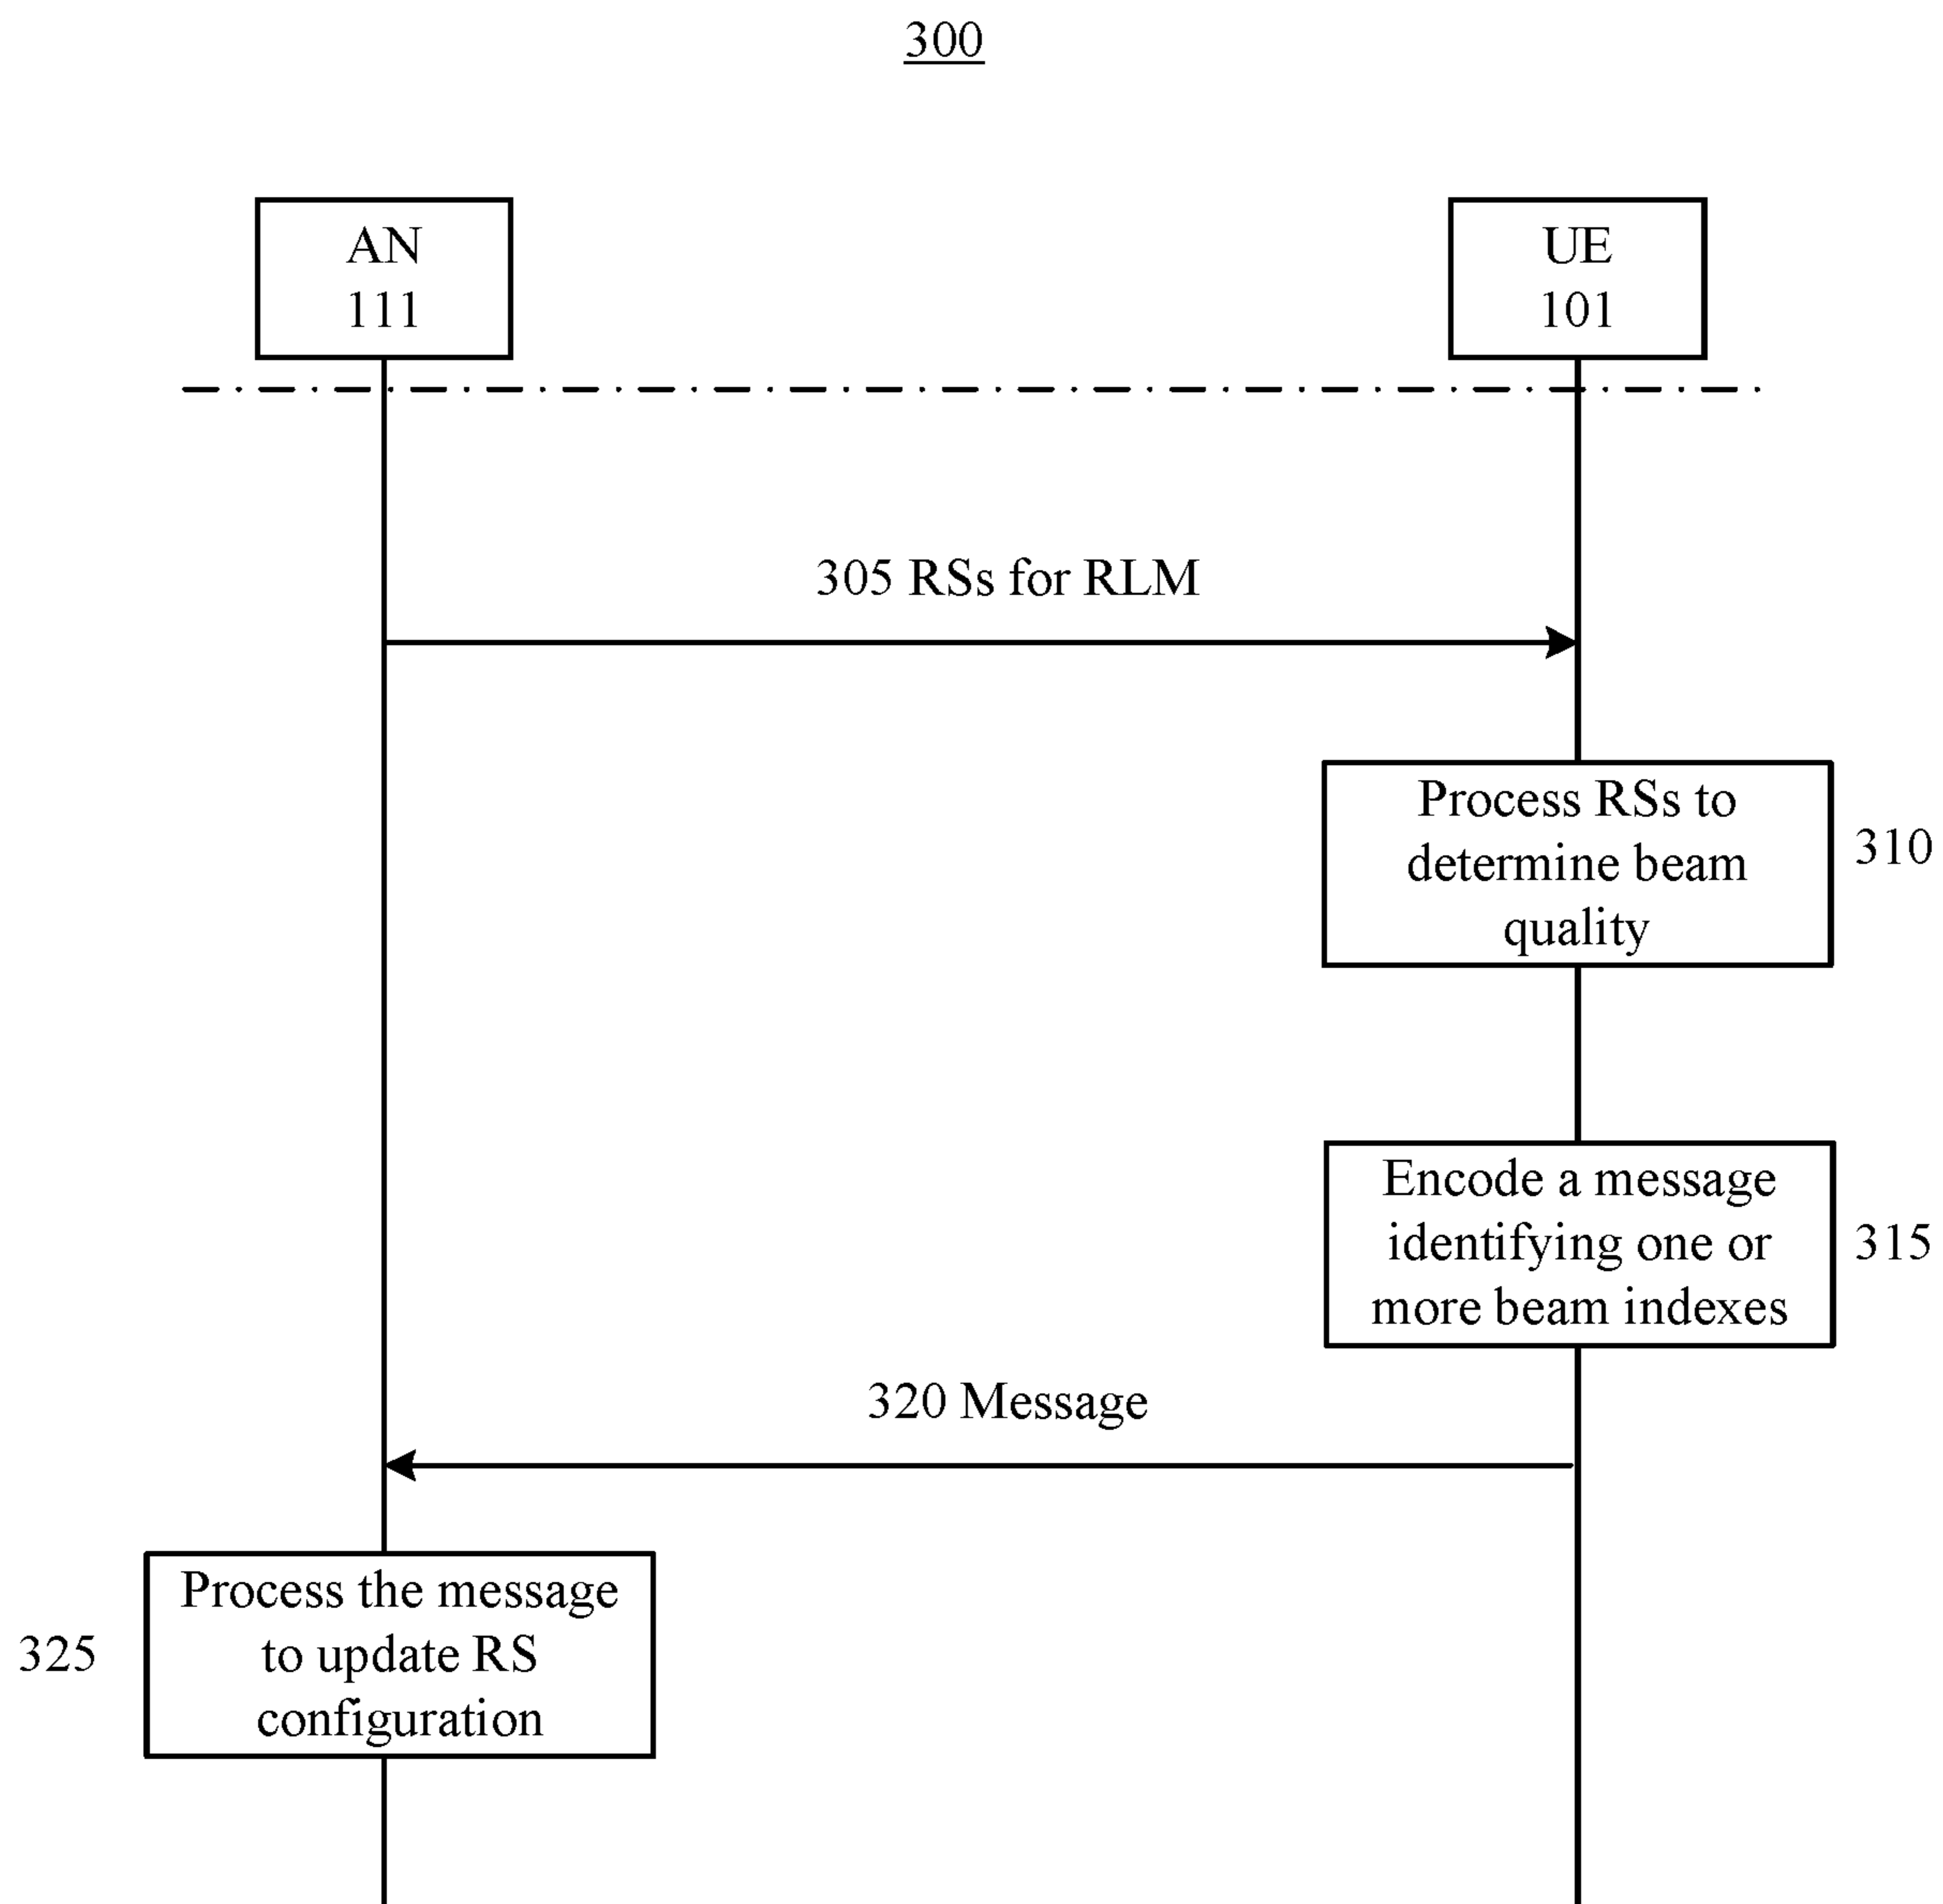 300
AN
111
UE
101
305 RSs for RLM
Process RSs to
determine beam
quality
310
Encode a message
identifying one or
more beam indexes
315
320 Message
Process the message
to update RS
configuration
325